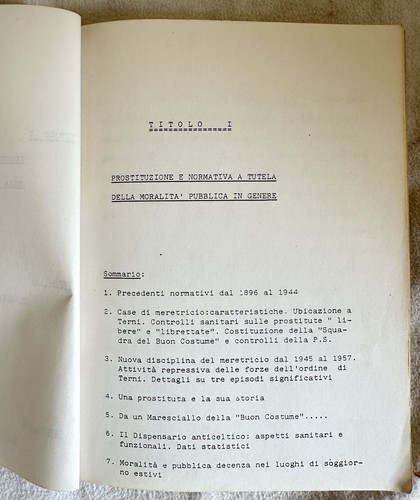 T I T O L O   I
PROSTITUZIONE E NORMATIVA A TUTELA
DELLA MORALITA' PUBBLICA IN GENERE
Sommario:
1. Precedenti normativi dal 1896 al 1944
2. Case di meretricio:caratteristiche. Ubicazione a
Terni. Controlli sanitari sulle prostitute " li=
bere" e "librettate". Costituzione della "Squa=
dra del Buon Costume" e controlli della P.S.
3. Nuova disciplina del meretricio dal 1945 al 1957.
Attività repressiva delle forze dell'ordine di
Terni. Dettagli su tre episodi significativi
4. Una prostituta e la sua storia
5. Da un Maresciallo della "Buon Costume".....
6. Il Dispensario anticeltico: aspetti sanitari e
funzionali. Dati statistici
7. Moralità e pubblica decenza nei luoghi di soggior=
no estivi